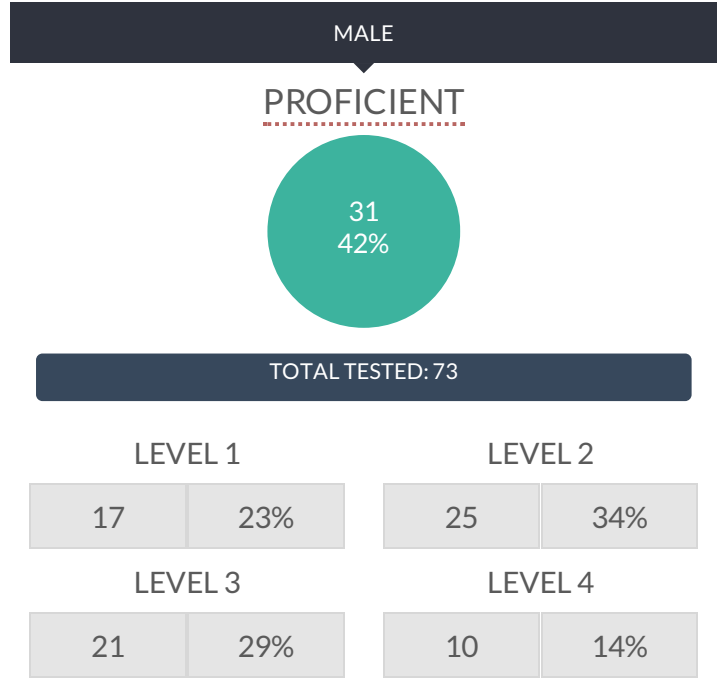 MALE
PROFICIENT
31
42%
TOTAL TESTED: 73
LEVEL 1
LEVEL 2
17 23%
25 34%
LEVEL 3
LEVEL 4
21 29%
10 14%